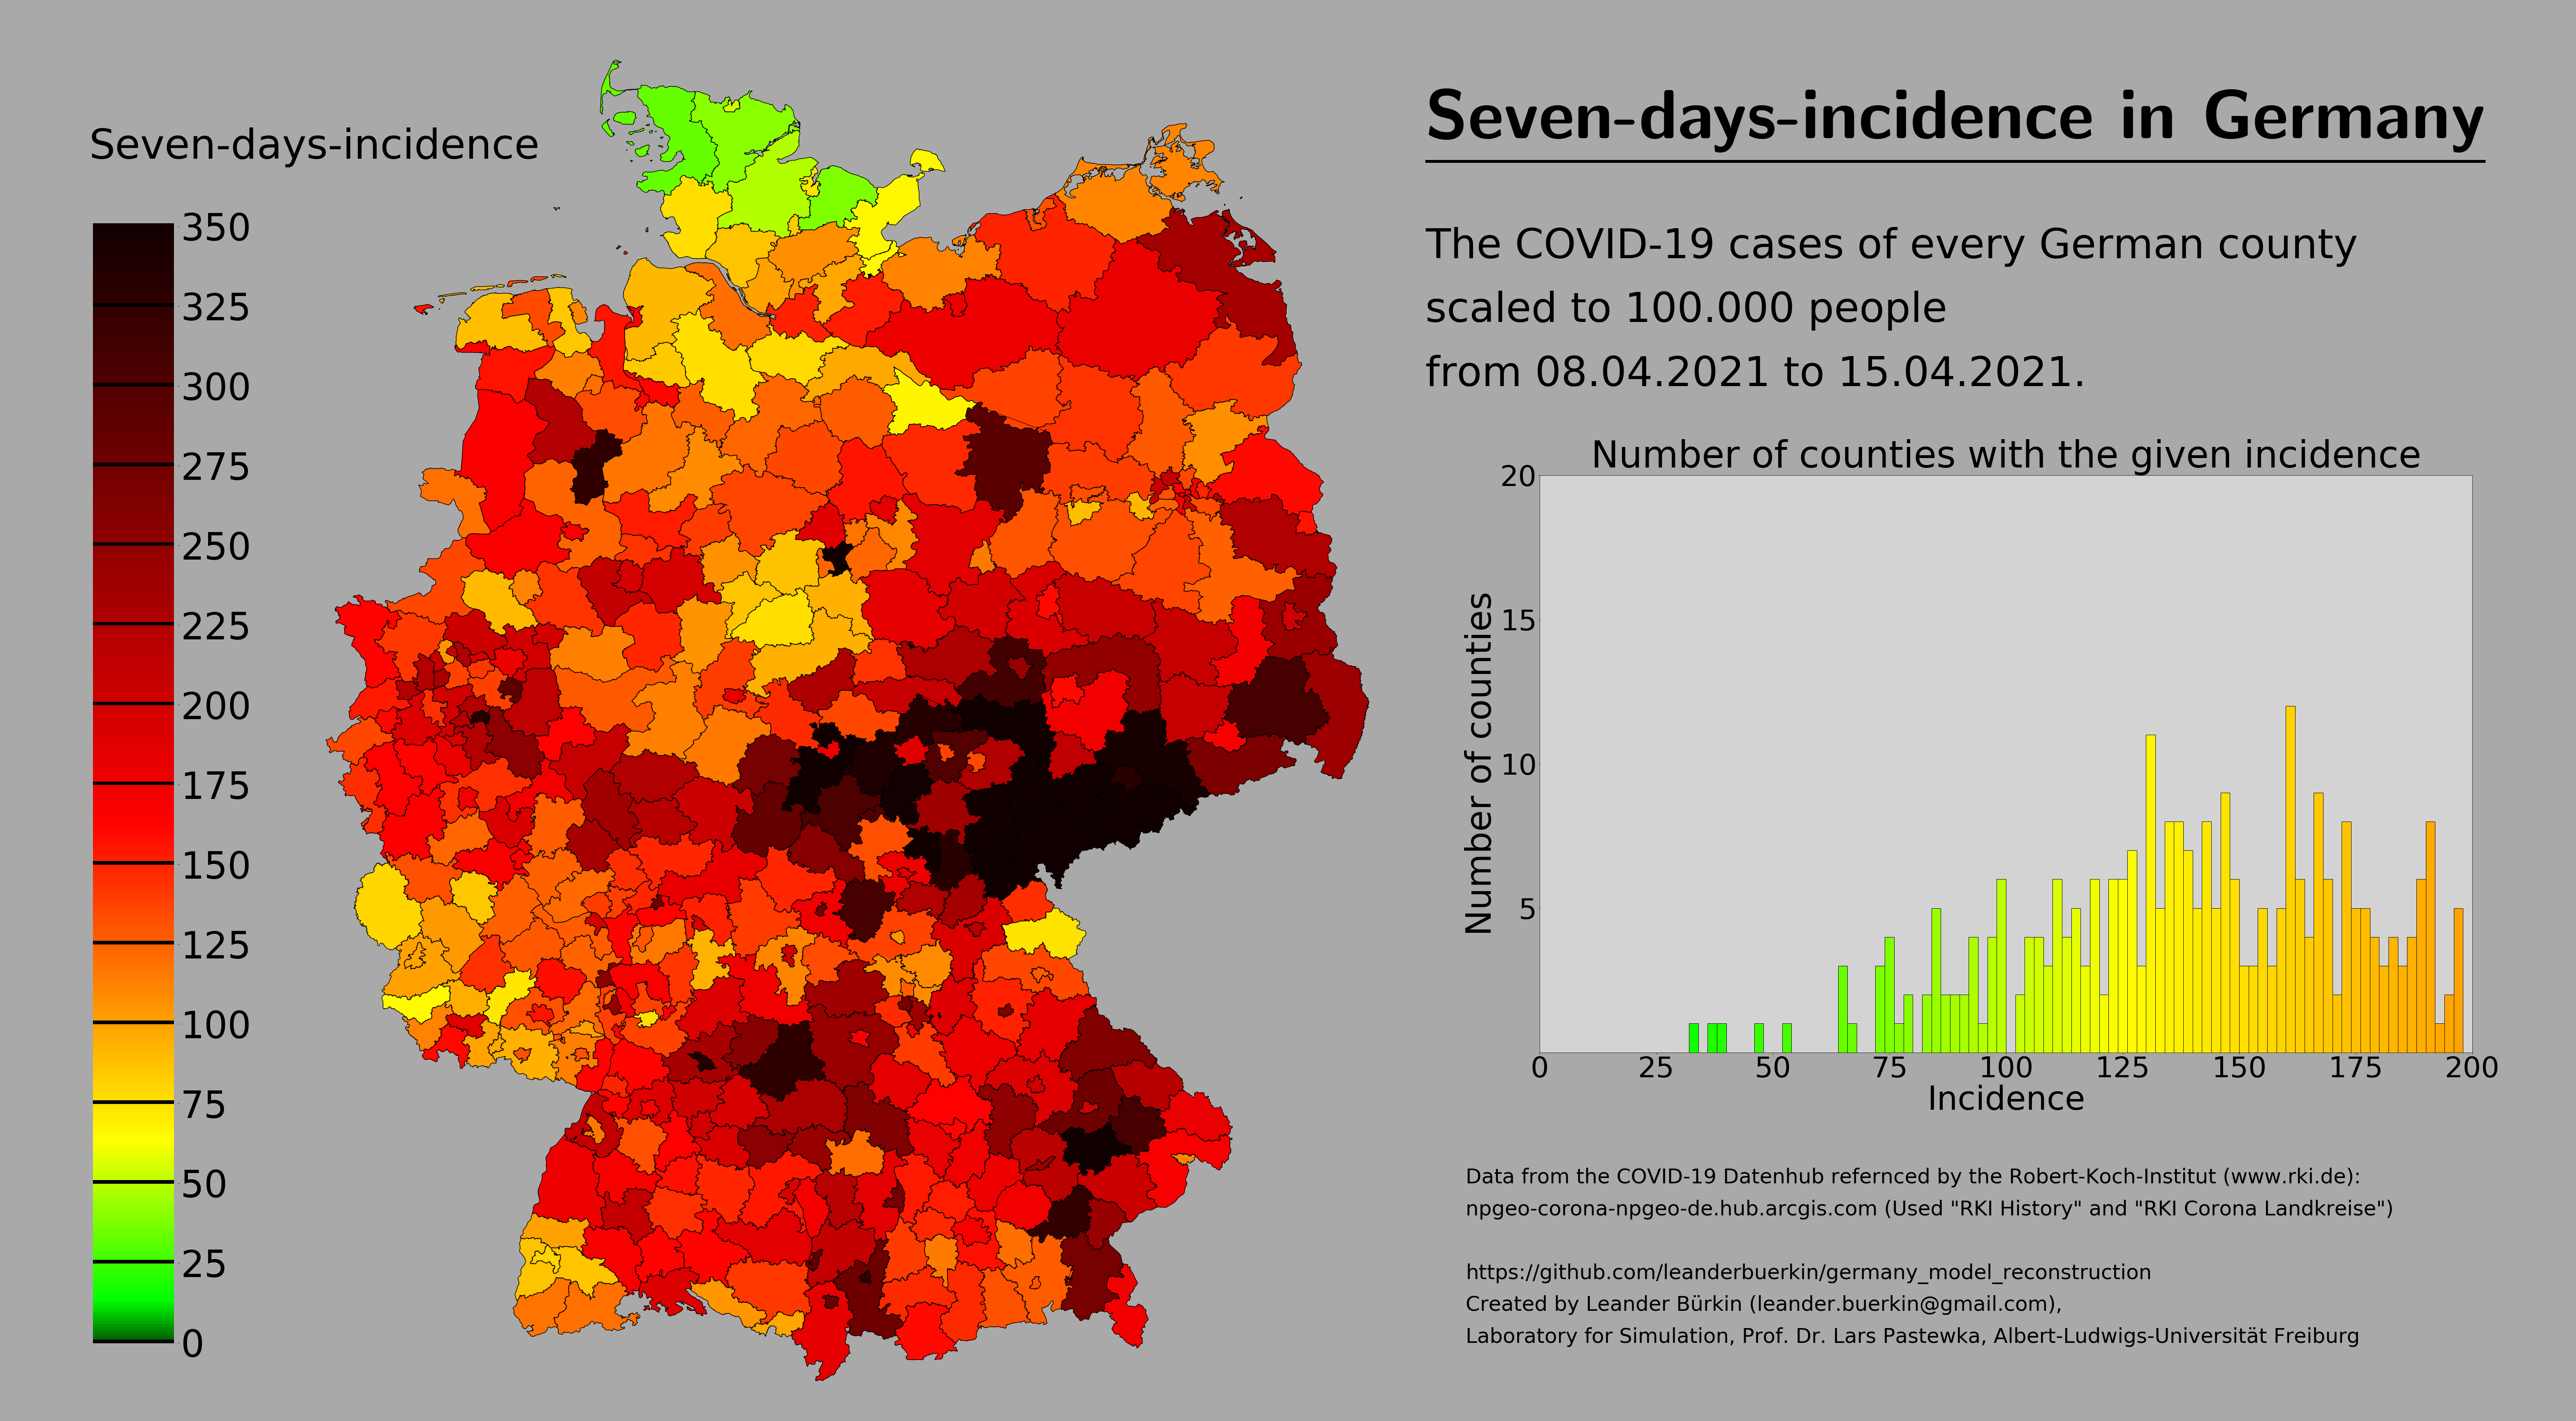 Seven-days-incidence in Germany
Seven-days-incidence
350
325
300
275
250
225
200
175
150
125
100
75
50
25
0
The COVID-19 cases of every German county
scaled to 100.000 people
from 08.04.2021 to 15.04.2021.
Number of counties with the given incidence
Number of counties
20
15
10
5
0 25 50 75 100 125 150 175 200
Incidence
Data from the COVID-19 Datenhub refernced by the Robert-Koch-Institut (www.rki.de):
npgeo-corona-npgeo-de.hub.arcgis.com (Used "RKI History" and "RKI Corona Landkreise")
https://github.com/leanderbuerkin/germany_model_reconstruction
Created by Leander Bürkin (leander.buerkin@gmail.com),
Laboratory for Simulation, Prof. Dr. Lars Pastewka, Albert-Ludwigs-Universität Freiburg